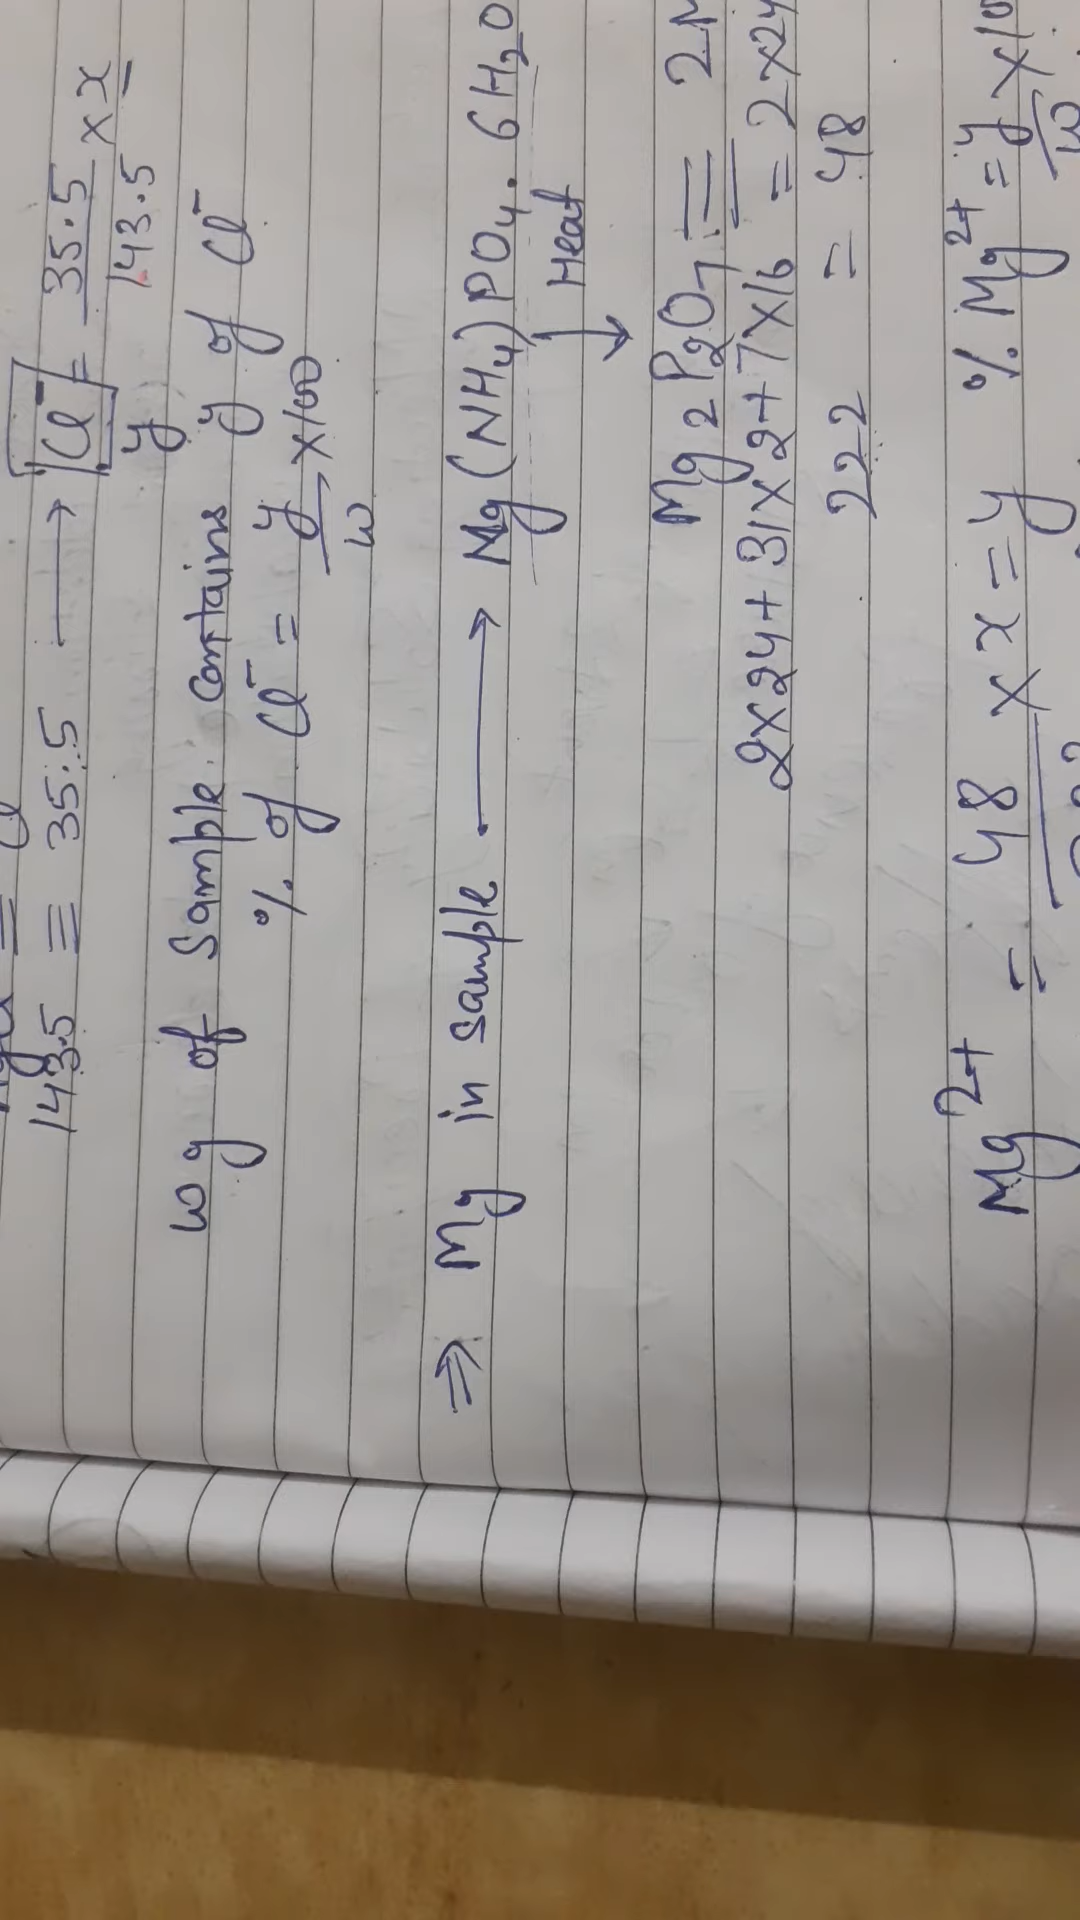 143.5 ≡ 35.5 ⟶ [Cl⁻] = 35.5/143.5 × x
y
w g of sample contains y g of Cl⁻
% of Cl⁻ = y/w × 100
⇒ Mg in sample ⟶ Mg(NH₄)PO₄. 6H₂O
↓ Heat
Mg₂P₂O₇ ≡ 2M
2×24+31×2+7×16 = 2×24
222 = 48
Mg²⁺ = 48 × x = y % Mg²⁺ = y × 10